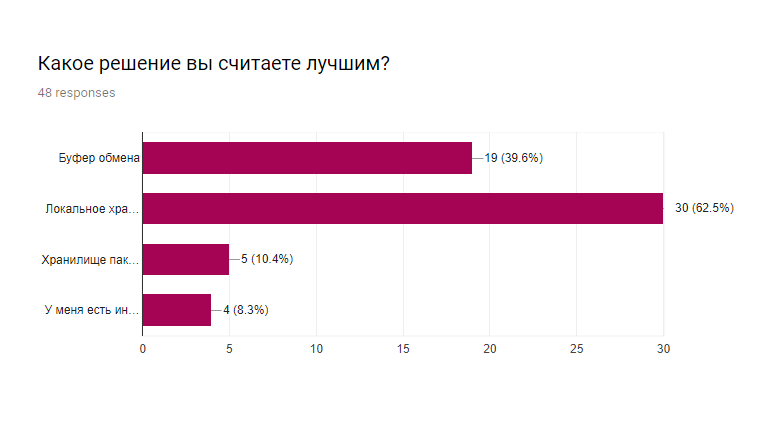 Какое решение вы считаете лучшим?
48 responses
Буфер обмена
19 (39.6%)
Локальное хра...
30 (62.5%)
Хранилище пак...
5 (10.4%)
У меня есть ин...
4 (8.3%)
0 5 10 15 20 25 30